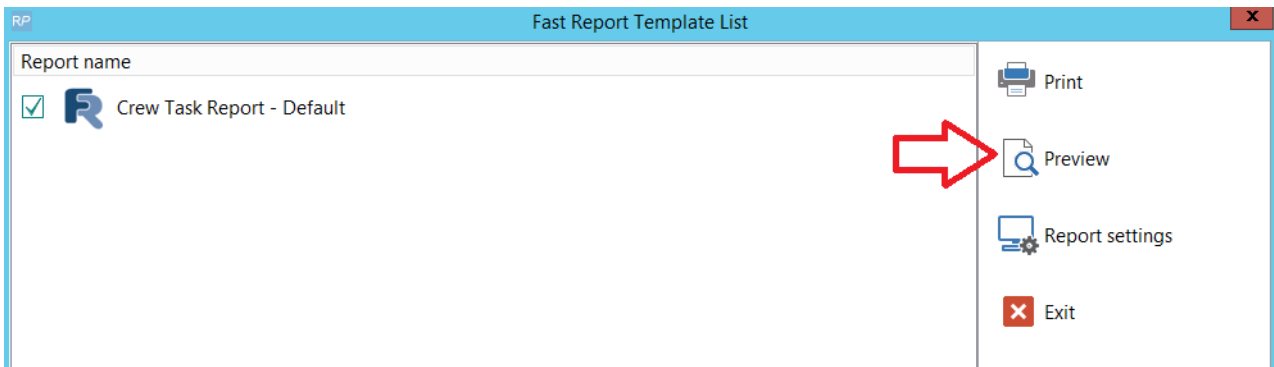 RP
Fast Report Template List
x
Report name
Crew Task Report - Default
Print
Preview
Report settings
Exit